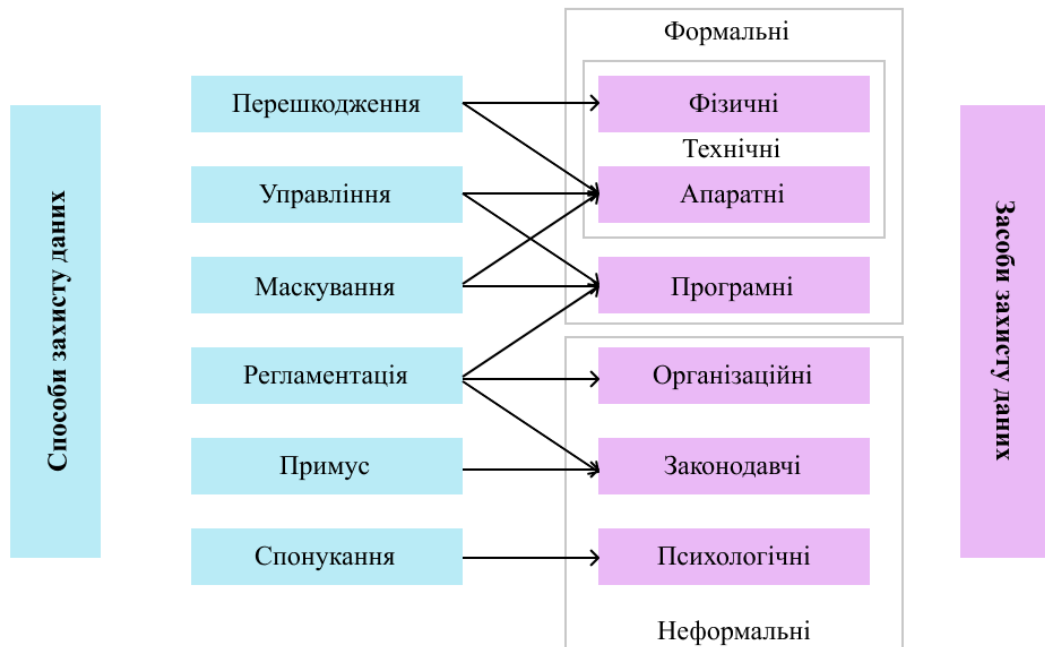 Способи захисту даних
Перешкодження
Управління
Маскування
Регламентація
Примус
Спонукання
Формальні
Фізичні
Технічні
Апаратні
Програмні
Організаційні
Законодавчі
Психологічні
Неформальні
Засоби захисту даних